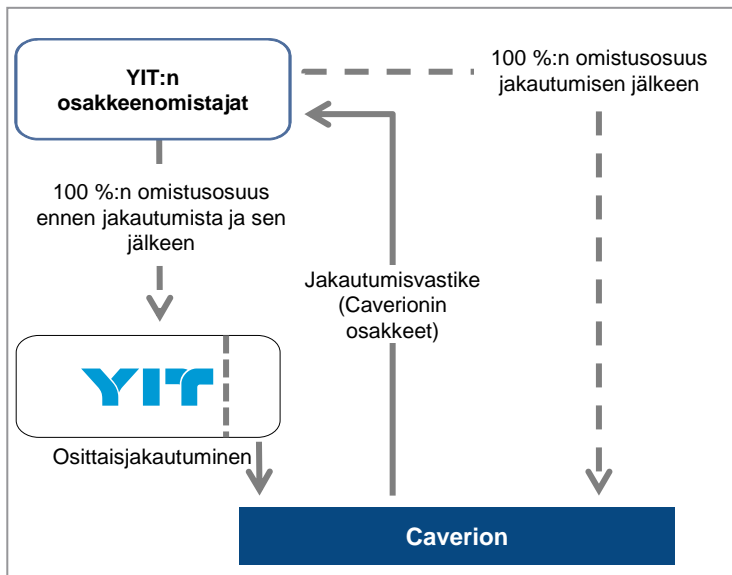 YIT:n
osakkeenomistajat
100 %:n omistusosuus
jakautumisen jälkeen
100 %:n omistusosuus
ennen jakautumista ja sen
jälkeen
Jakautumisvastike
(Caverionin
osakkeet)
YIT
Osittaisjakautuminen
Caverion